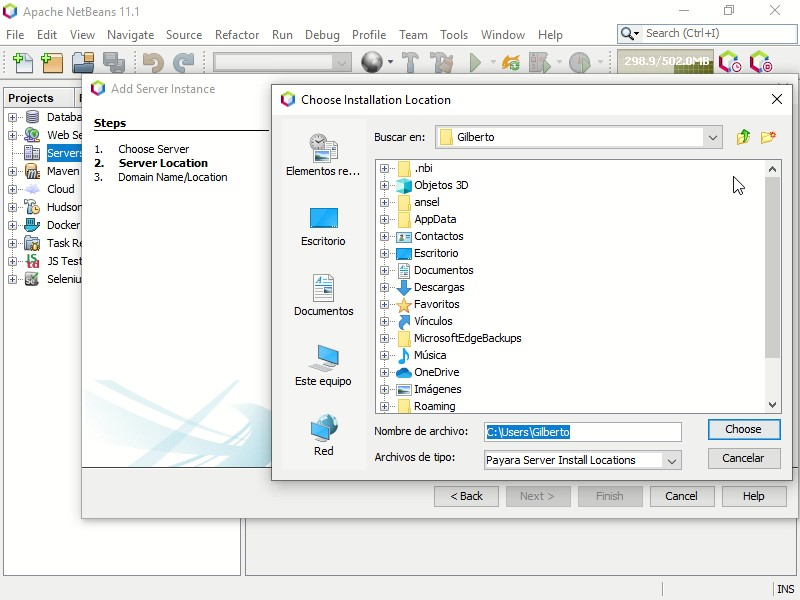 Apache NetBeans 11.1
File Edit View Navigate Source Refactor Run Debug Profile Team Tools Window Help
Search (Ctrl+I)
298.9/502.0MB
Projects
Databa
Web Se
Servers
Maven
Cloud
Hudson
Docker
Task Re
JS Test
Seleniu
Add Server Instance
Steps
1. Choose Server
2. Server Location
3. Domain Name/Location
Choose Installation Location
Buscar en: Gilberto
Elementos re...
Escritorio
Documentos
Este equipo
Red
.nbi
Objetos 3D
ansel
AppData
Contactos
Escritorio
Documentos
Descargas
Favoritos
Vínculos
MicrosoftEdgeBackups
Música
OneDrive
Imágenes
Roaming
Nombre de archivo: C:\Users\Gilberto
Choose
Archivos de tipo: Payara Server Install Locations
Cancelar
< Back Next > Finish Cancel Help
INS